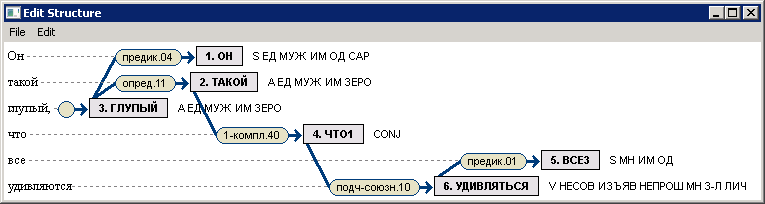 Edit Structure
File Edit
Он предик.04 1. ОН S ЕД МУЖ ИМ ОД CAP
такой опред.11 2. ТАКОЙ A ЕД МУЖ ИМ ЗЕРО
глупый, 3. ГЛУПЫЙ A ЕД МУЖ ИМ ЗЕРО
что 1-компл.40 4. ЧТО1 CONJ
все предик.01 5. ВСЕ3 S МН ИМ ОД
удивляются подч-союзн.10 6. УДИВЛЯТЬСЯ V НЕСОВ ИЗЪЯВ НЕПРОШ МН 3-Л ЛИЧ